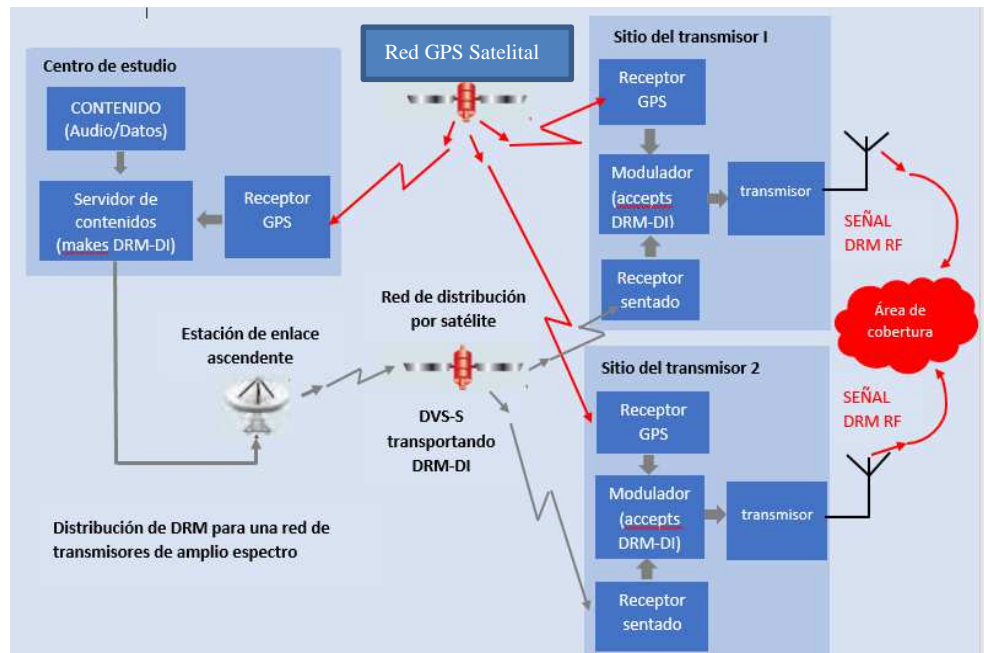 Red GPS Satelital
Centro de estudio
CONTENIDO
(Audio/Datos)
Servidor de
contenidos
(makes DRM-DI)
Receptor
GPS
Sitio del transmisor I
Receptor
GPS
Modulador
(accepts
DRM-DI)
transmisor
Receptor
sentado
SEÑAL
DRM RF
Área de
cobertura
Estación de enlace
ascendente
Red de distribución
por satélite
DVS-S
transportando
DRM-DI
Sitio del transmisor 2
Receptor
GPS
Modulador
(accepts
DRM-DI)
transmisor
Receptor
sentado
SEÑAL
DRM RF
Distribución de DRM para una red de
transmisores de amplio espectro